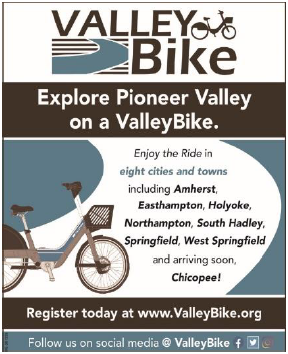 VALLEY
Bike
Explore Pioneer Valley
on a ValleyBike.
Enjoy the Ride in
eight cities and towns
including Amherst,
Easthampton, Holyoke,
Northampton, South Hadley,
Springfield, West Springfield
and arriving soon,
Chicopee!
Register today at www.ValleyBike.org
Follow us on social media @ ValleyBike